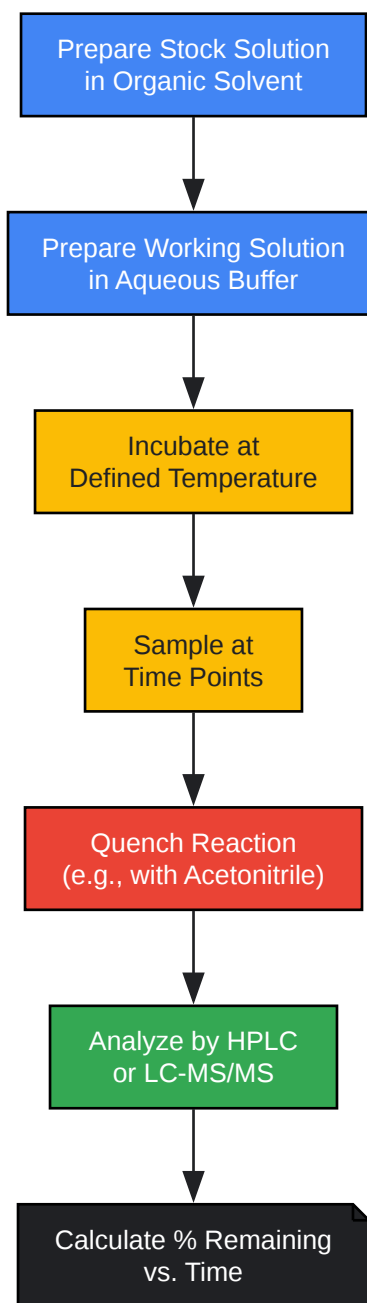 Prepare Stock Solution
in Organic Solvent
Prepare Working Solution
in Aqueous Buffer
Incubate at
Defined Temperature
Sample at
Time Points
Quench Reaction
(e.g., with Acetonitrile)
Analyze by HPLC
or LC-MS/MS
Calculate % Remaining
vs. Time